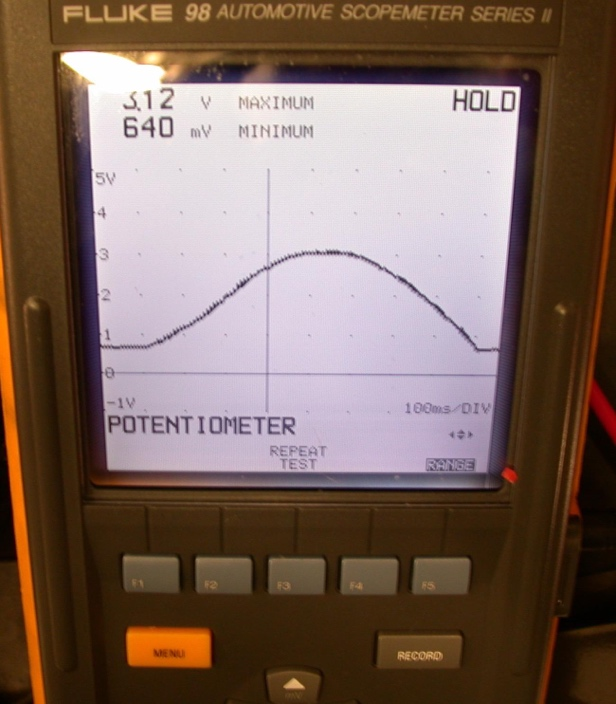 FLUKE 98 AUTOMOTIVE SCOPEMETER SERIES II
3.12 V MAXIMUM HOLD
640 mV MINIMUM
5V
4
3
2
1
0
-1V 100ms/DIV
POTENTIOMETER
REPEAT
TEST RANGE
F1 F2 F3 F4 F5
MENU RECORD